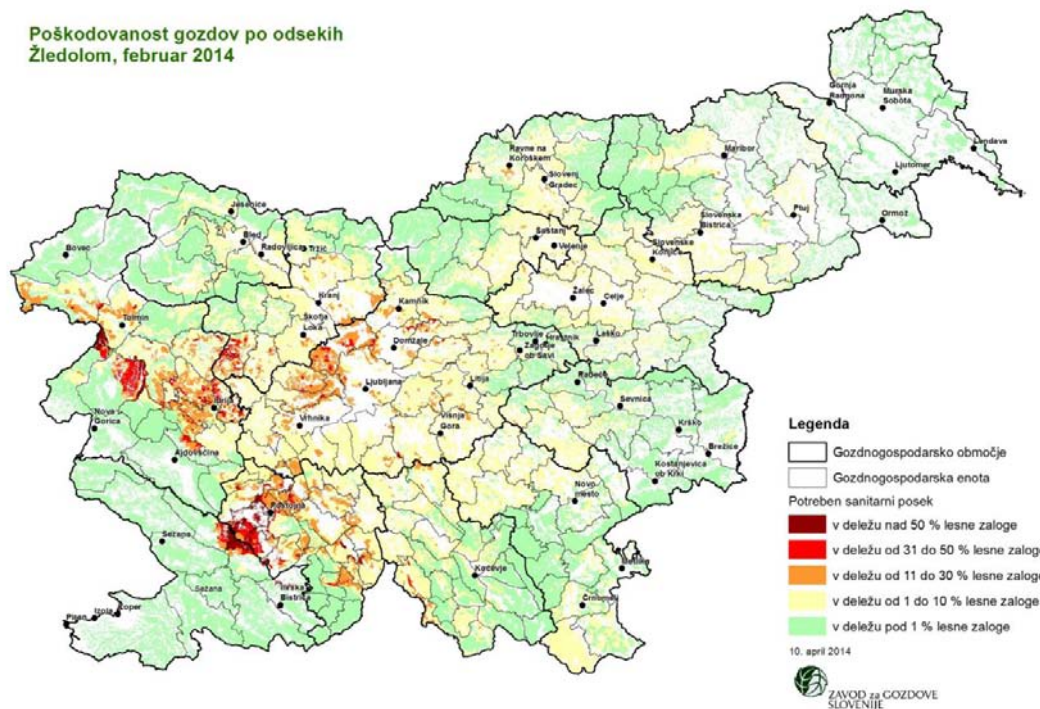 Poškodovanost gozdov po odsekih
Žledolom, februar 2014
Gornja
Radgona
Murska
Sobota
Lendava
Ljutomer
Ormož
Ptuj
Maribor
Ravne na
Koroškem
Slovenj
Gradec
Slovenska
Bistrica
Slovenske
Konjice
Šoštanj
Velenje
Jesenice
Bled
Radovljica
Tržič
Bovec
Kranj
Kamnik
Žalec
Celje
Škofja
Loka
Tolmin
Domžale
Trbovlje
Hrastnik
Zagorje
ob Savi
Laško
Ljubljana
Litija
Radeče
Idrija
Sevnica
Nova
Gorica
Vrhnika
Višnja
Gora
Krško
Brežice
Ajdovščina
Kostanjevica
ob Krki
Novo
mesto
Postojna
Sežana
Kočevje
Metlika
Sežana
Ilirska
Bistrica
Črnomelj
Koper
Izola
Piran
Legenda
Gozdnogospodarsko območje
Gozdnogospodarska enota
Potreben sanitarni posek
v deležu nad 50 % lesne zaloge
v deležu od 31 do 50 % lesne zaloge
v deležu od 11 do 30 % lesne zaloge
v deležu od 1 do 10 % lesne zaloge
v deležu pod 1 % lesne zaloge
10. april 2014
ZAVOD za GOZDOVE
SLOVENIJE